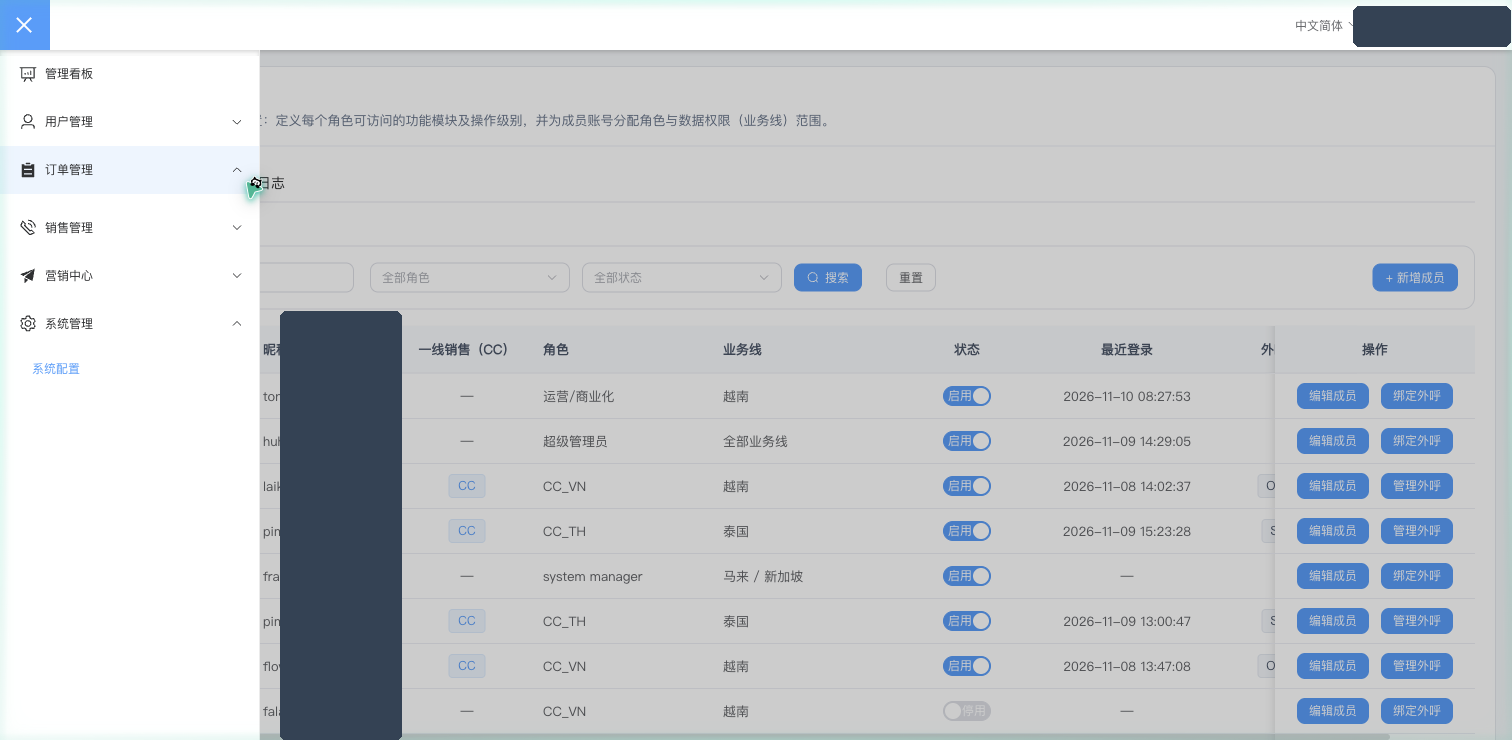 中文简体
管理看板
用户管理
订单管理
销售管理
营销中心
系统管理
系统配置
：定义每个角色可访问的功能模块及操作级别，并为成员账号分配角色与数据权限（业务线）范围。
日志
全部角色 全部状态 搜索 重置 + 新增成员
一线销售（CC） 角色 业务线 状态 最近登录 操作
— 运营/商业化 越南 启用 2026-11-10 08:27:53 编辑成员 绑定外呼
— 超级管理员 全部业务线 启用 2026-11-09 14:29:05 编辑成员 绑定外呼
CC CC_VN 越南 启用 2026-11-08 14:02:37 编辑成员 管理外呼
CC CC_TH 泰国 启用 2026-11-09 15:23:28 编辑成员 管理外呼
— system manager 马来 / 新加坡 启用 — 编辑成员 绑定外呼
CC CC_TH 泰国 启用 2026-11-09 13:00:47 编辑成员 管理外呼
CC CC_VN 越南 启用 2026-11-08 13:47:08 编辑成员 管理外呼
— CC_VN 越南 停用 — 编辑成员 绑定外呼